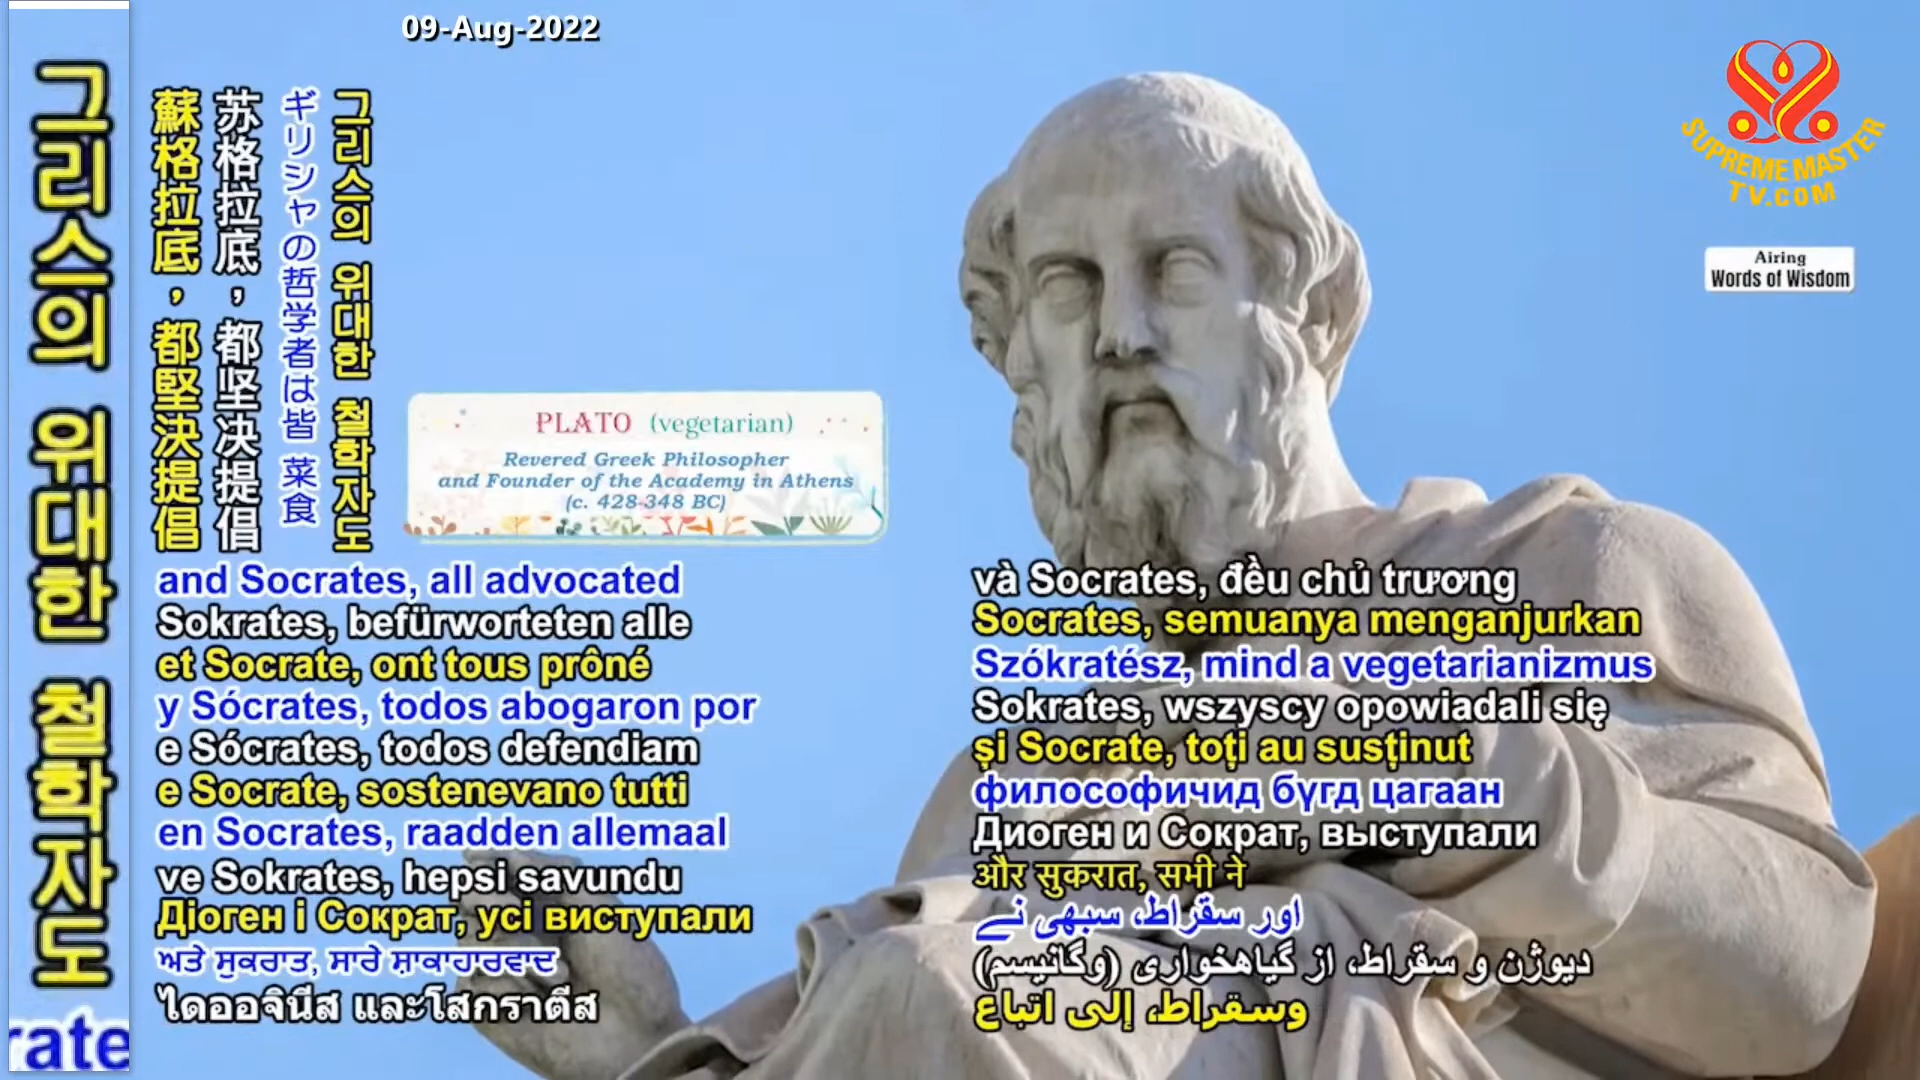 09-Aug-2022
SUPREME MASTER
TV.COM
Airing
Words of Wisdom
그리스의 위대한 철학자도
rate
蘇格拉底，都堅決提倡
苏格拉底，都坚决提倡
ギリシャの哲学者は皆 菜食
그리스의 위대한 철학자도
PLATO (vegetarian)
Revered Greek Philosopher
and Founder of the Academy in Athens
(c. 428-348 BC)
and Socrates, all advocated
Sokrates, befürworteten alle
et Socrate, ont tous prôné
y Sócrates, todos abogaron por
e Sócrates, todos defendiam
e Socrate, sostenevano tutti
en Socrates, raadden allemaal
ve Sokrates, hepsi savundu
Діоген і Сократ, усі виступали
ਅਤੇ ਸੁਕਰਾਤ, ਸਾਰੇ ਸ਼ਾਕਾਹਾਰਵਾਦ
ไดออจินีส และโสกราตีส
và Socrates, đều chủ trương
Socrates, semuanya menganjurkan
Szókratész, mind a vegetarianizmus
Sokrates, wszyscy opowiadali się
și Socrate, toți au susținut
философичид бүгд цагаан
Диоген и Сократ, выступали
और सुकरात, सभी ने
اور سقراط، سبھی نے
دیوژن و سقراط، از گیاهخواری (وگانیسم)
وسقراط، إلى اتباع